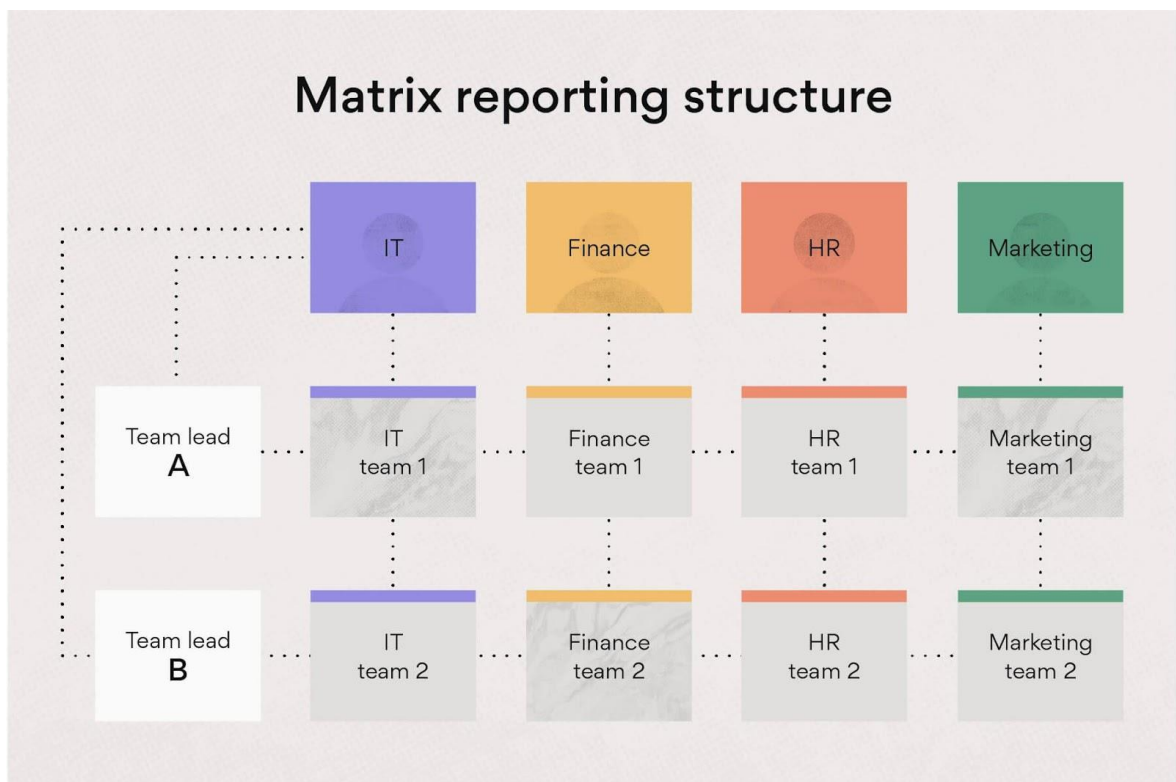 Matrix reporting structure
IT
Finance
HR
Marketing
Team lead
A
IT
team 1
Finance
team 1
HR
team 1
Marketing
team 1
Team lead
B
IT
team 2
Finance
team 2
HR
team 2
Marketing
team 2